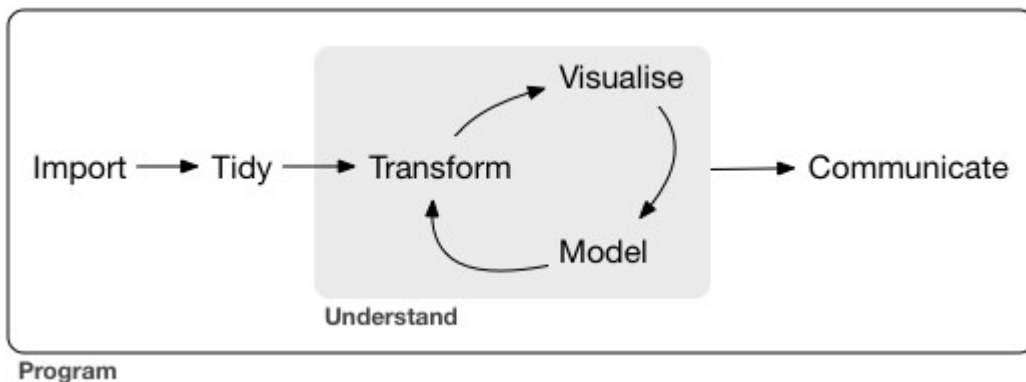 Visualise
Import Tidy Transform Communicate
Model
Understand
Program